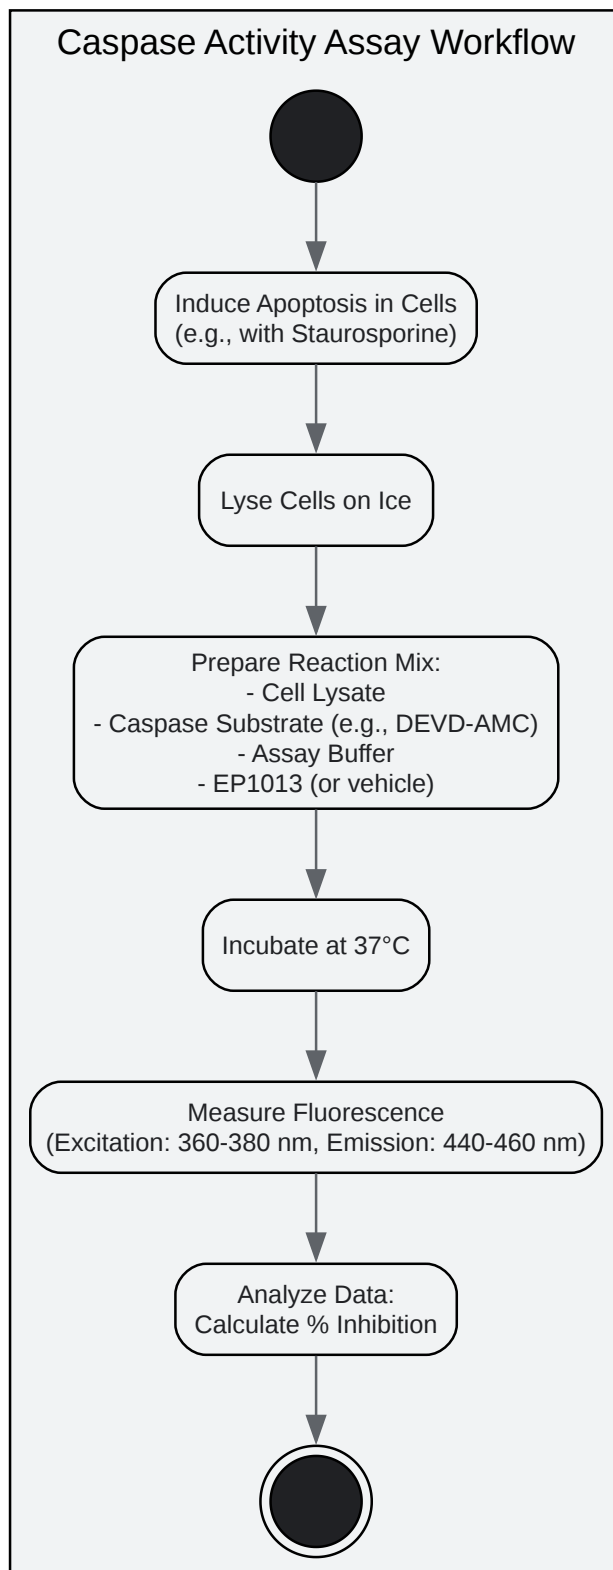 Caspase Activity Assay Workflow
Induce Apoptosis in Cells
(e.g., with Staurosporine)
Lyse Cells on Ice
Prepare Reaction Mix:
- Cell Lysate
- Caspase Substrate (e.g., DEVD-AMC)
- Assay Buffer
- EP1013 (or vehicle)
Incubate at 37°C
Measure Fluorescence
(Excitation: 360-380 nm, Emission: 440-460 nm)
Analyze Data:
Calculate % Inhibition